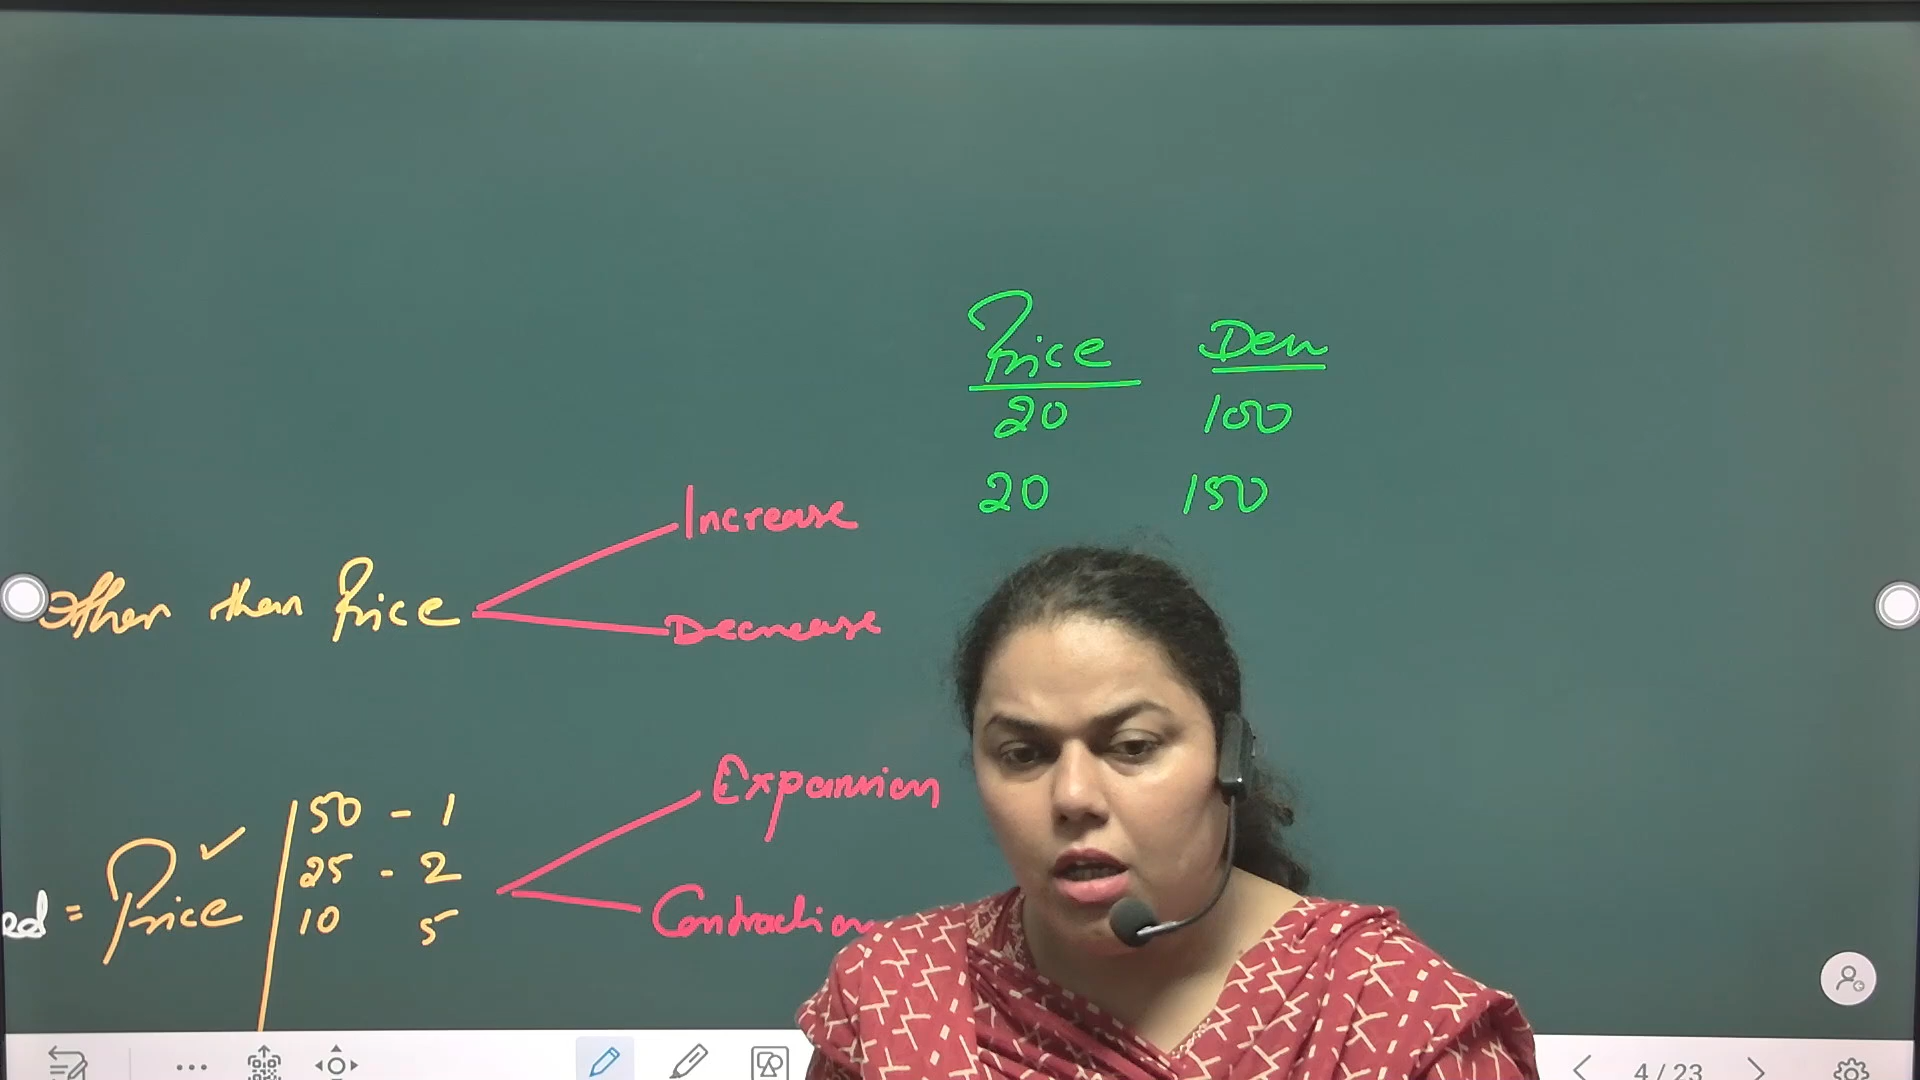 Price Dem
20 100
20 150
Increase
Other than Price
Decrease
Expansion
50 - 1
25 - 2
ed = Price ✓
10 5
Contraction
4 / 23